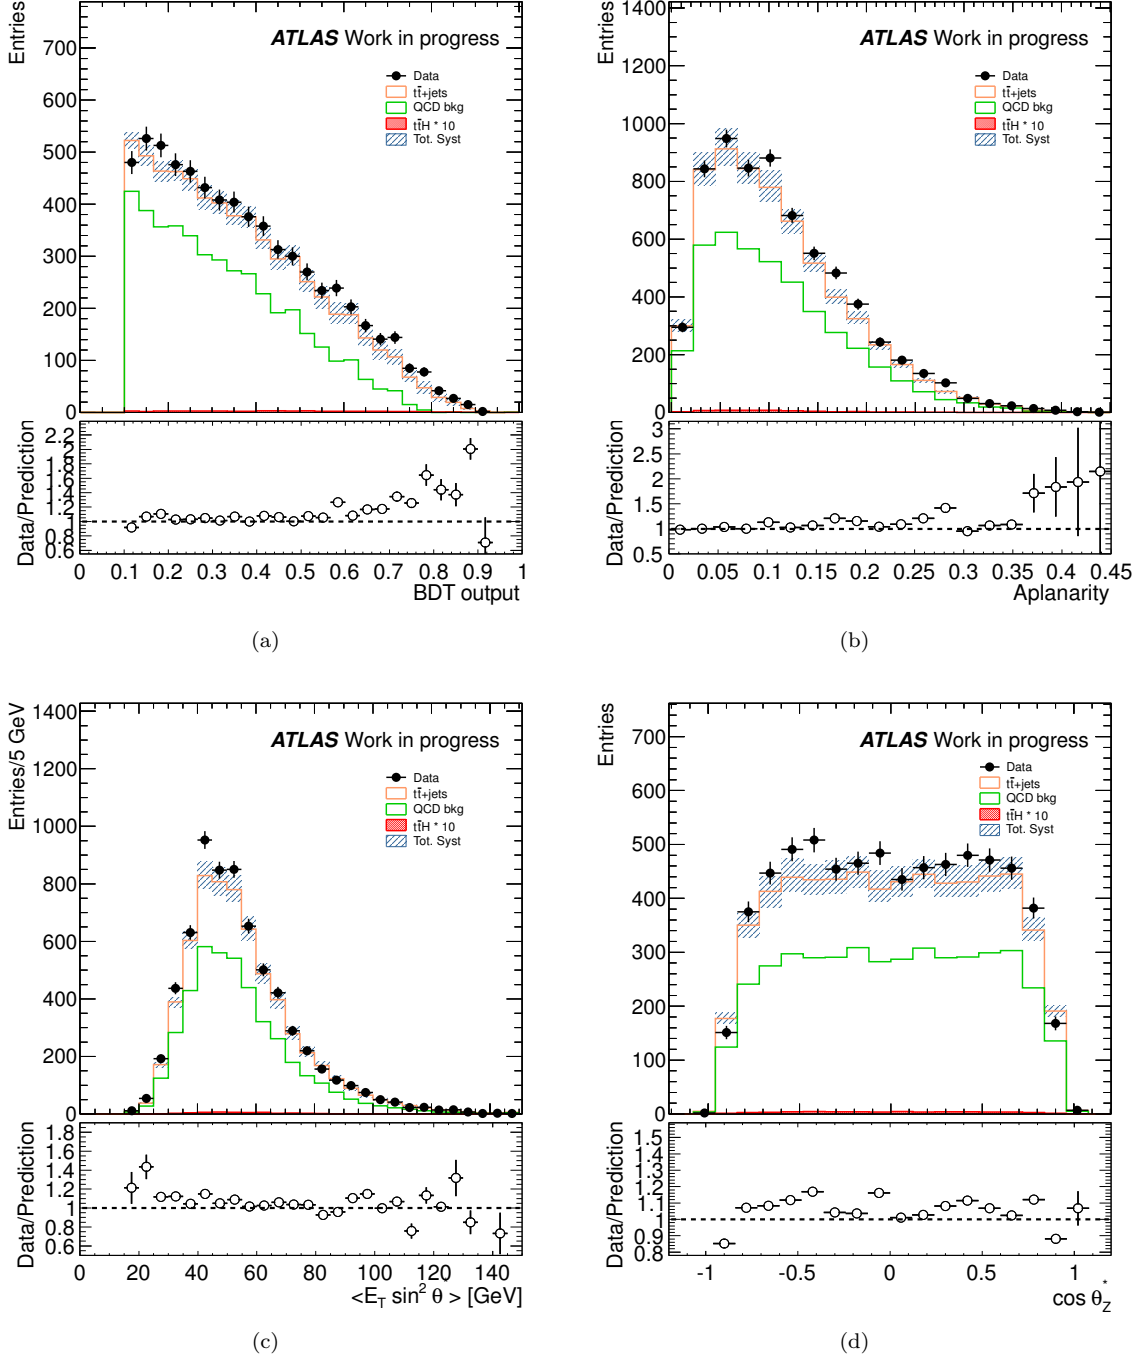 Entries
ATLAS Work in progress
Data
tt̄+jets
QCD bkg
tt̄H * 10
Tot. Syst
700
600
500
400
300
200
100
0
Data/Prediction
2.2
2
1.8
1.6
1.4
1.2
1
0.8
0.6
0 0.1 0.2 0.3 0.4 0.5 0.6 0.7 0.8 0.9 1
BDT output
(a)
Entries
ATLAS Work in progress
Data
tt̄+jets
QCD bkg
tt̄H * 10
Tot. Syst
1400
1200
1000
800
600
400
200
0
Data/Prediction
3
2.5
2
1.5
1
0.5
0 0.05 0.1 0.15 0.2 0.25 0.3 0.35 0.4 0.45
Aplanarity
(b)
Entries/5 GeV
ATLAS Work in progress
Data
tt̄+jets
QCD bkg
tt̄H * 10
Tot. Syst
1400
1200
1000
800
600
400
200
0
Data/Prediction
1.8
1.6
1.4
1.2
1
0.8
0.6
0 20 40 60 80 100 120 140
<E_T sin² θ > [GeV]
(c)
Entries
ATLAS Work in progress
Data
tt̄+jets
QCD bkg
tt̄H * 10
Tot. Syst
700
600
500
400
300
200
100
0
Data/Prediction
1.5
1.4
1.3
1.2
1.1
1
0.9
0.8
-1 -0.5 0 0.5 1
cos θ*_Z
(d)